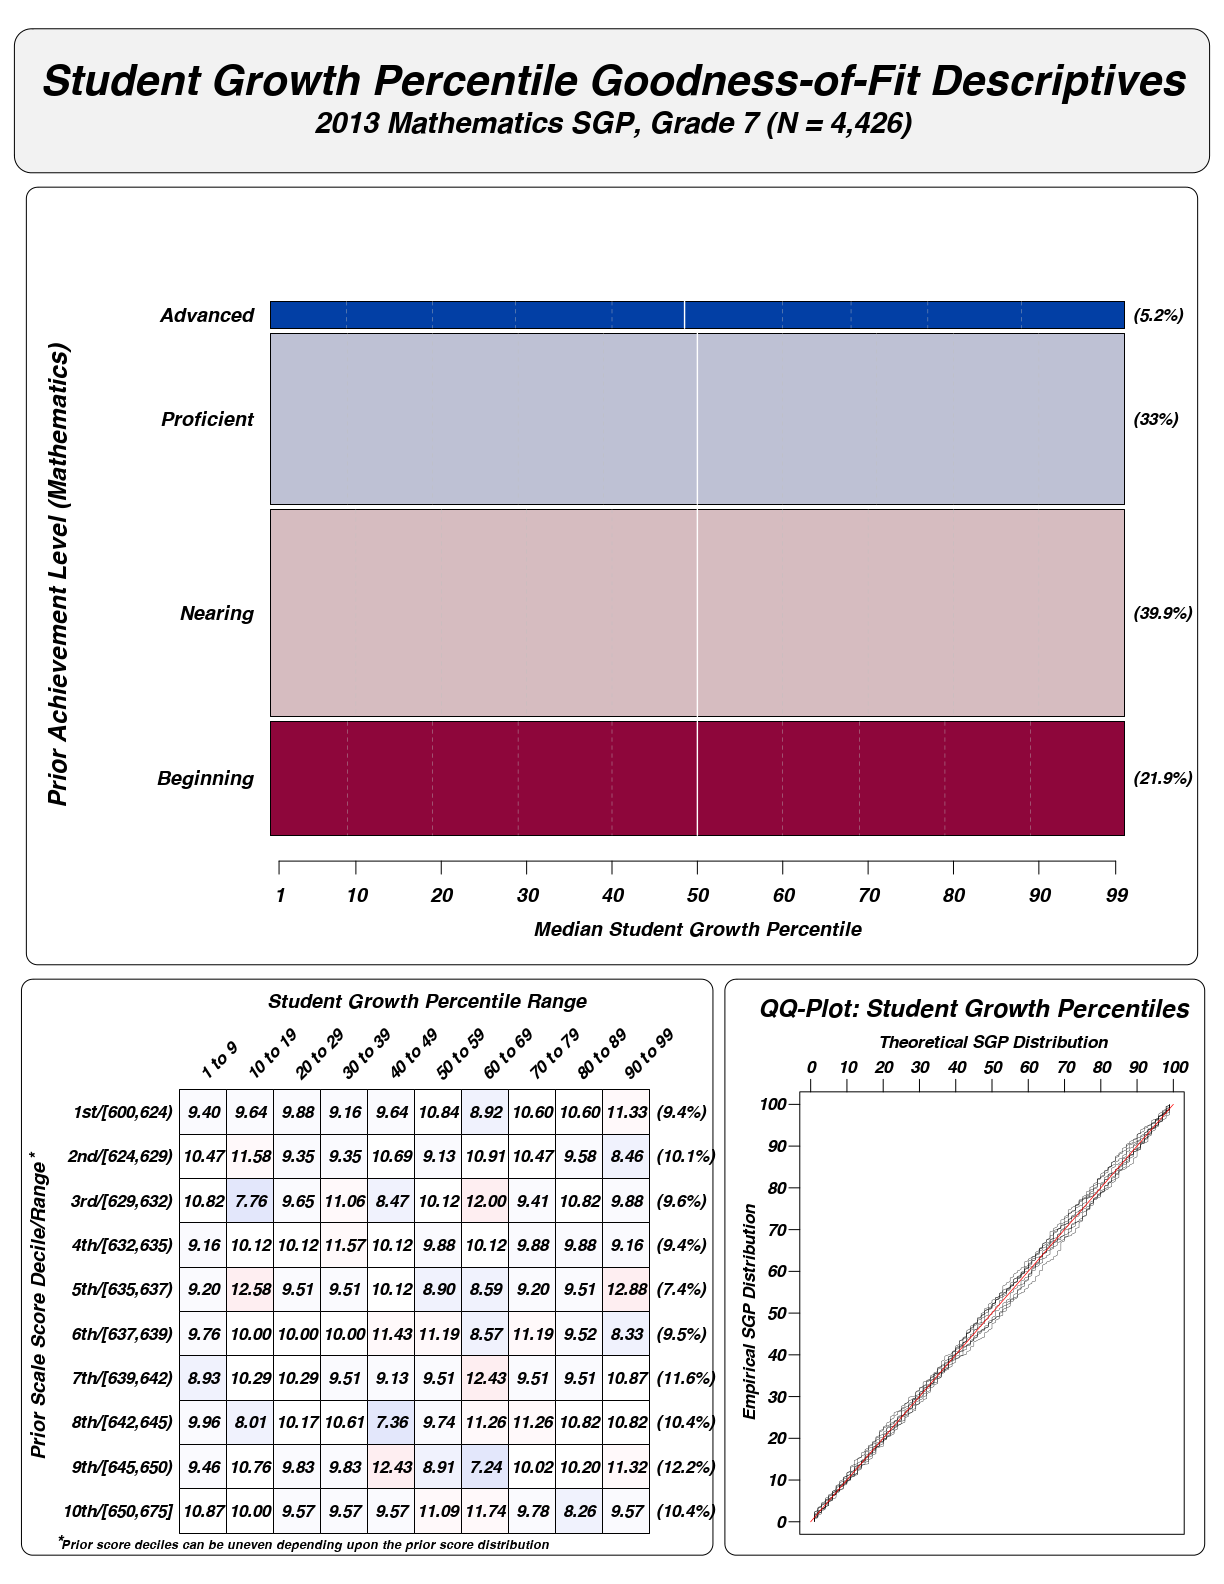 Student Growth Percentile Goodness-of-Fit Descriptives
2013 Mathematics SGP, Grade 7 (N = 4,426)
Prior Achievement Level (Mathematics)
Advanced (5.2%)
Proficient (33%)
Nearing (39.9%)
Beginning (21.9%)
1 10 20 30 40 50 60 70 80 90 99
Median Student Growth Percentile
Student Growth Percentile Range
1 to 9 10 to 19 20 to 29 30 to 39 40 to 49 50 to 59 60 to 69 70 to 79 80 to 89 90 to 99
Prior Scale Score Decile/Range*
1st/[600,624) 9.40 9.64 9.88 9.16 9.64 10.84 8.92 10.60 10.60 11.33 (9.4%)
2nd/[624,629) 10.47 11.58 9.35 9.35 10.69 9.13 10.91 10.47 9.58 8.46 (10.1%)
3rd/[629,632) 10.82 7.76 9.65 11.06 8.47 10.12 12.00 9.41 10.82 9.88 (9.6%)
4th/[632,635) 9.16 10.12 10.12 11.57 10.12 9.88 10.12 9.88 9.88 9.16 (9.4%)
5th/[635,637) 9.20 12.58 9.51 9.51 10.12 8.90 8.59 9.20 9.51 12.88 (7.4%)
6th/[637,639) 9.76 10.00 10.00 10.00 11.43 11.19 8.57 11.19 9.52 8.33 (9.5%)
7th/[639,642) 8.93 10.29 10.29 9.51 9.13 9.51 12.43 9.51 9.51 10.87 (11.6%)
8th/[642,645) 9.96 8.01 10.17 10.61 7.36 9.74 11.26 11.26 10.82 10.82 (10.4%)
9th/[645,650) 9.46 10.76 9.83 9.83 12.43 8.91 7.24 10.02 10.20 11.32 (12.2%)
10th/[650,675] 10.87 10.00 9.57 9.57 9.57 11.09 11.74 9.78 8.26 9.57 (10.4%)
*Prior score deciles can be uneven depending upon the prior score distribution
QQ-Plot: Student Growth Percentiles
Theoretical SGP Distribution
0 10 20 30 40 50 60 70 80 90 100
Empirical SGP Distribution
100
90
80
70
60
50
40
30
20
10
0